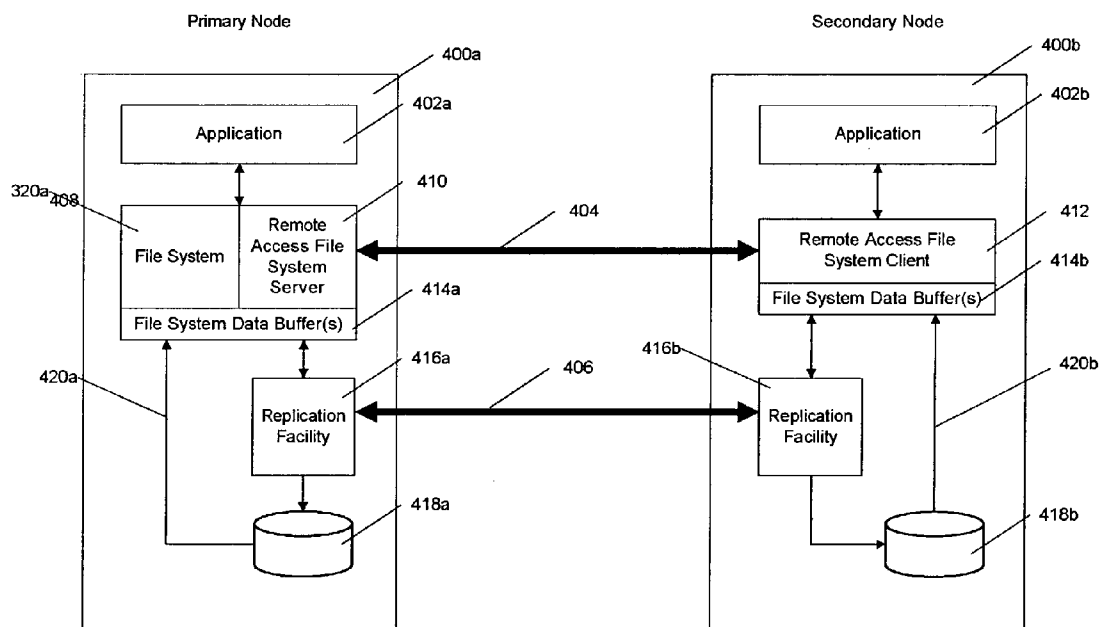 Primary Node
Secondary Node
400a
400b
402a
402b
Application
Application
320a
408
410
404
412
File System
Remote
Access File
System
Server
Remote Access File
System Client
414b
File System Data Buffer(s)
414a
File System Data Buffer(s)
416a
416b
420a
406
420b
Replication
Facility
Replication
Facility
418a
418b